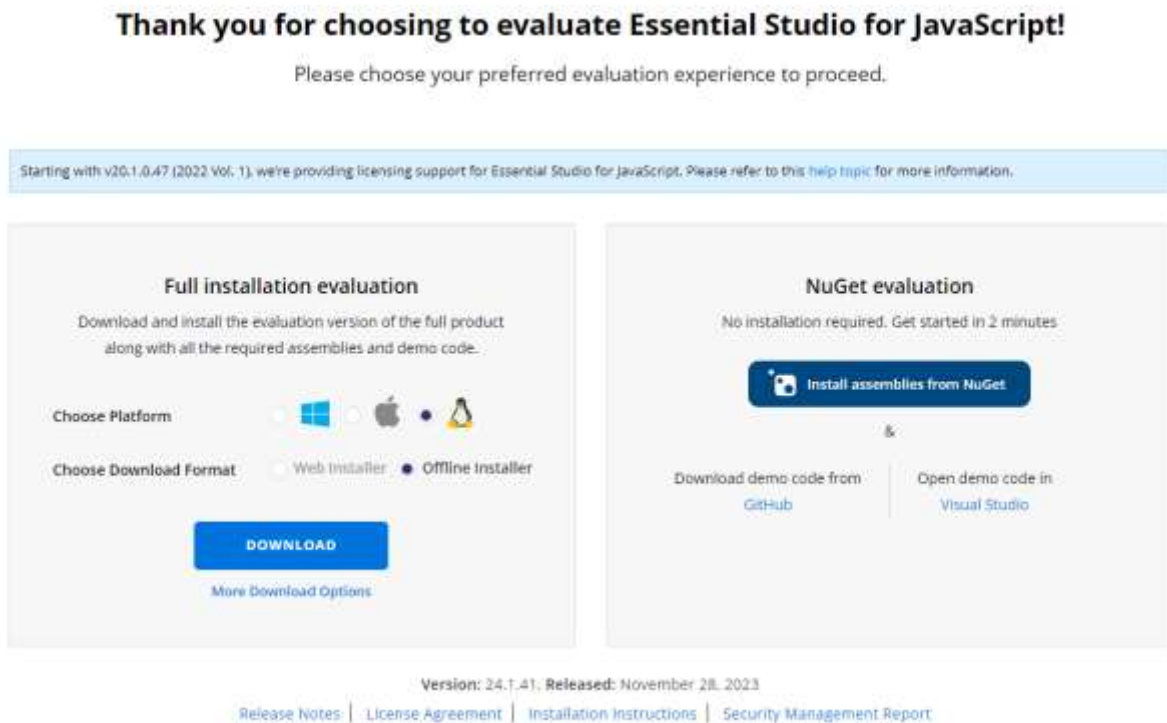 Thank you for choosing to evaluate Essential Studio for JavaScript!
Please choose your preferred evaluation experience to proceed.
Starting with v20.1.0.47 (2022 Vol. 1), we're providing licensing support for Essential Studio for JavaScript. Please refer to this help topic for more information.
Full installation evaluation
Download and install the evaluation version of the full product
along with all the required assemblies and demo code.
Choose Platform
Choose Download Format Web Installer Offline Installer
DOWNLOAD
More Download Options
NuGet evaluation
No installation required. Get started in 2 minutes
Install assemblies from NuGet
&
Download demo code from
GitHub
Open demo code in
Visual Studio
Version: 24.1.41. Released: November 28, 2023
Release Notes | License Agreement | Installation Instructions | Security Management Report